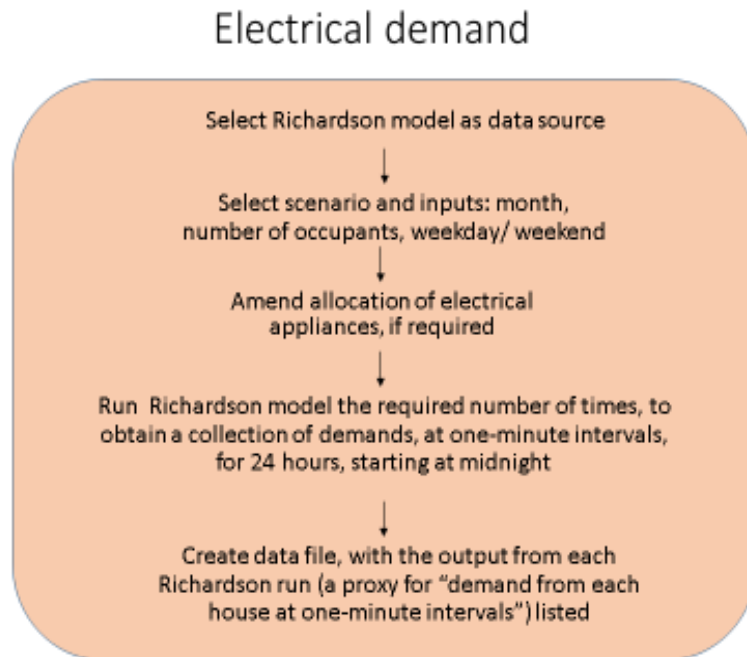 Electrical demand
Select Richardson model as data source
Select scenario and inputs: month,
number of occupants, weekday/ weekend
Amend allocation of electrical
appliances, if required
Run Richardson model the required number of times, to
obtain a collection of demands, at one-minute intervals,
for 24 hours, starting at midnight
Create data file, with the output from each
Richardson run (a proxy for “demand from each
house at one-minute intervals”) listed